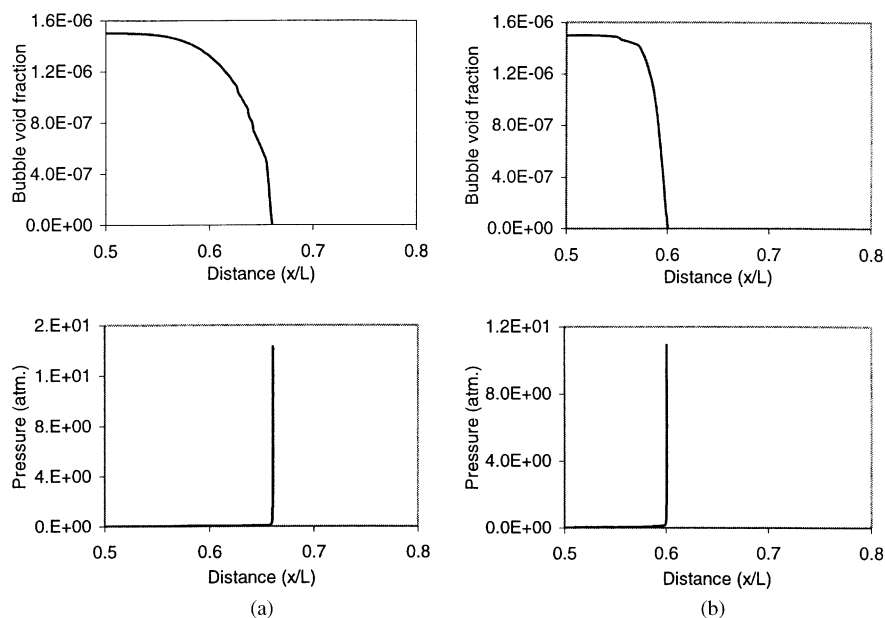 Bubble void fraction
1.6E-06
1.2E-06
8.0E-07
4.0E-07
0.0E+00
0.5 0.6 0.7 0.8
Distance (x/L)
Bubble void fraction
1.6E-06
1.2E-06
8.0E-07
4.0E-07
0.0E+00
0.5 0.6 0.7 0.8
Distance (x/L)
Pressure (atm.)
2.E+01
1.E+01
8.E+00
4.E+00
0.E+00
0.5 0.6 0.7 0.8
Distance (x/L)
(a)
Pressure (atm.)
1.2E+01
8.0E+00
4.0E+00
0.0E+00
0.5 0.6 0.7 0.8
Distance (x/L)
(b)